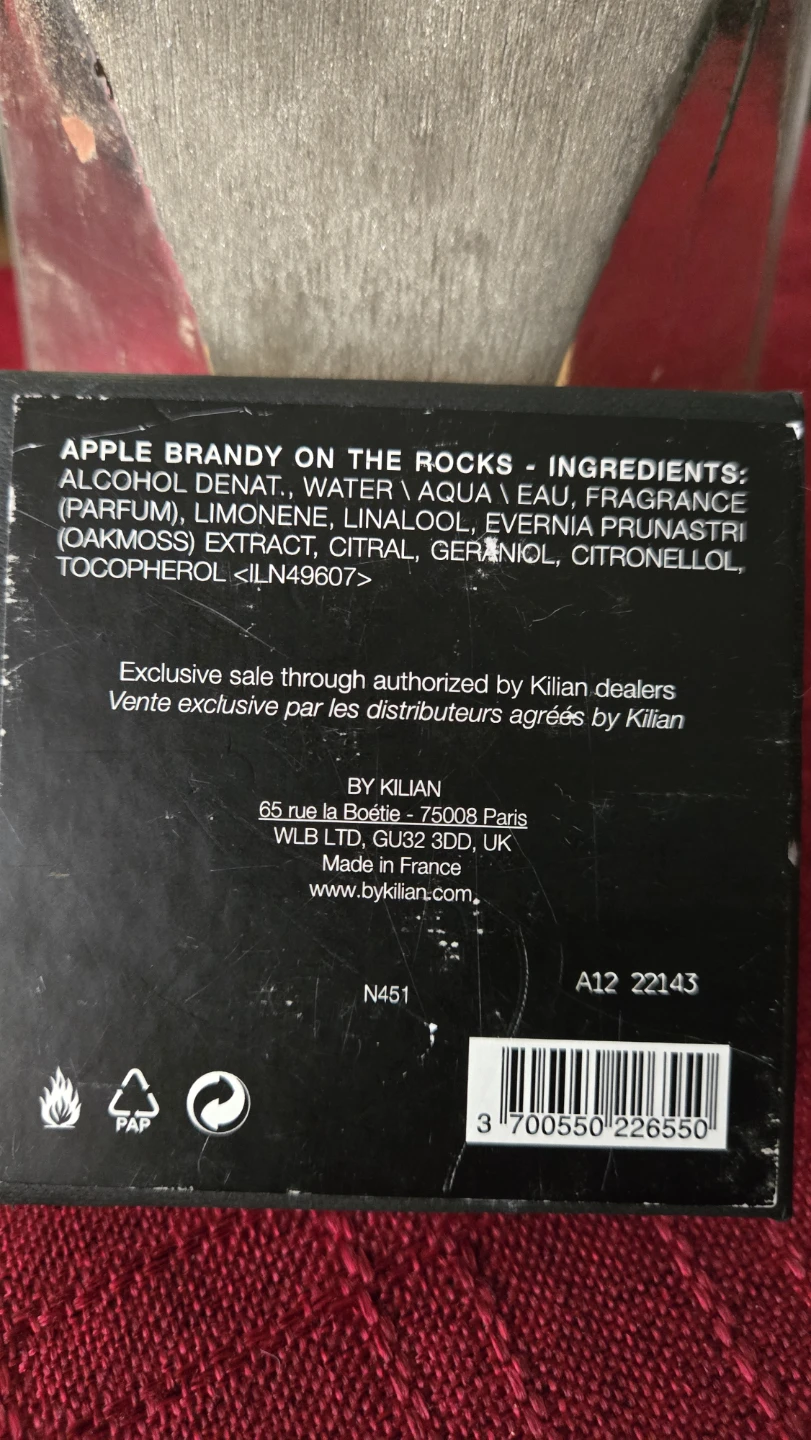 APPLE BRANDY ON THE ROCKS - INGREDIENTS:
ALCOHOL DENAT., WATER \ AQUA \ EAU, FRAGRANCE
(PARFUM), LIMONENE, LINALOOL, EVERNIA PRUNASTRI
(OAKMOSS) EXTRACT, CITRAL, GERANIOL, CITRONELLOL,
TOCOPHEROL <ILN49607>
Exclusive sale through authorized by Kilian dealers
Vente exclusive par les distributeurs agréés by Kilian
BY KILIAN
65 rue la Boétie - 75008 Paris
WLB LTD, GU32 3DD, UK
Made in France
www.bykilian.com
N451
A12 22143
PAP
3 700550 226550